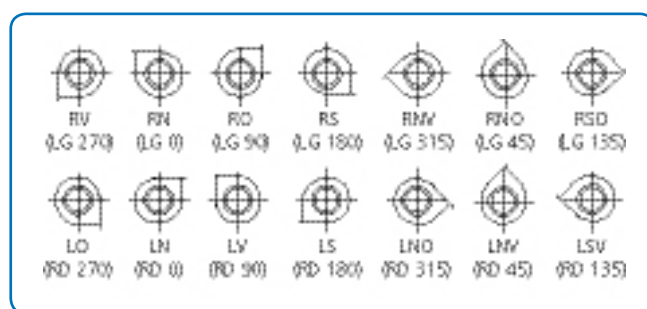 RV RN RO RS RNV RNO RSO
(LG 270) (LG 0) (LG 90) (LG 180) (LG 315) (LG 45) (LG 135)
LO LN LV LS LNO LNV LSV
(RD 270) (RD 0) (RD 90) (RD 180) (RD 315) (RD 45) (RD 135)